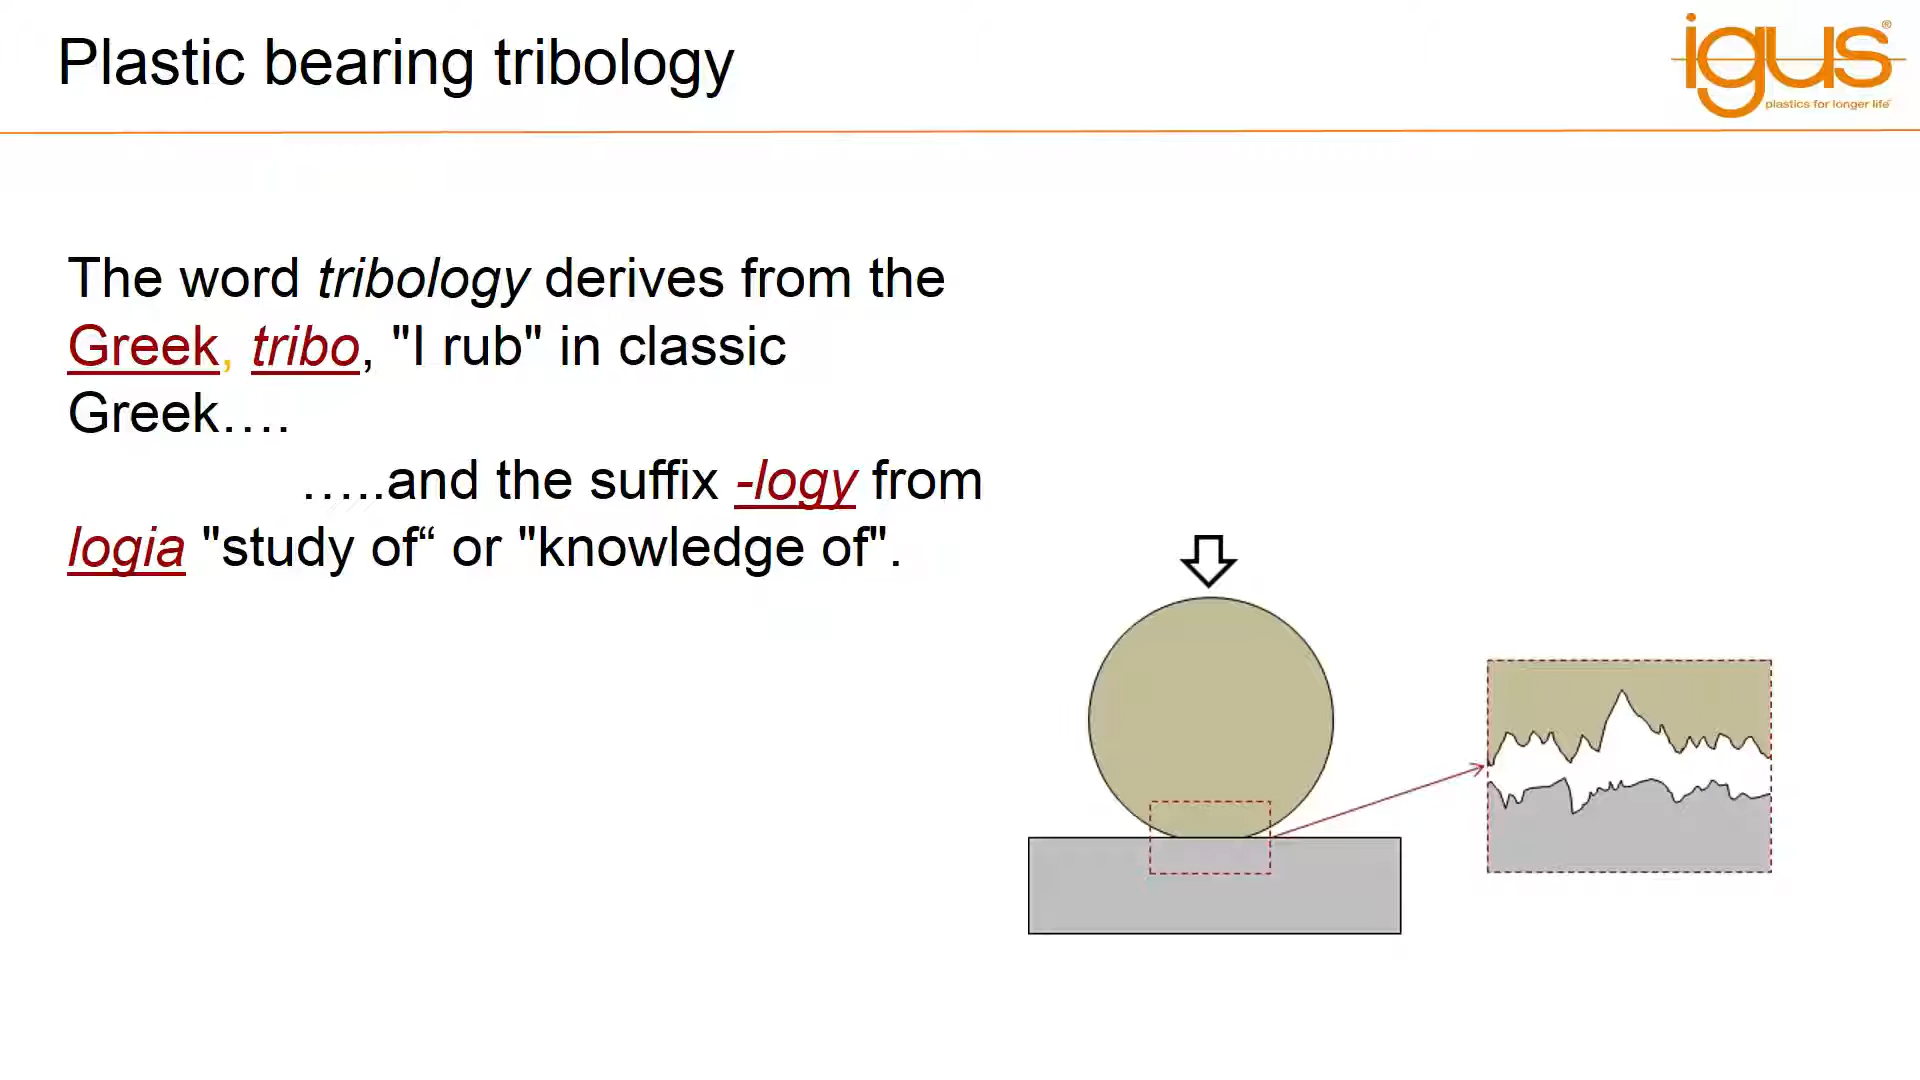 Plastic bearing tribology
igus®
plastics for longer life®
The word tribology derives from the
Greek, tribo, "I rub" in classic
Greek….
…..and the suffix -logy from
logia "study of“ or "knowledge of".